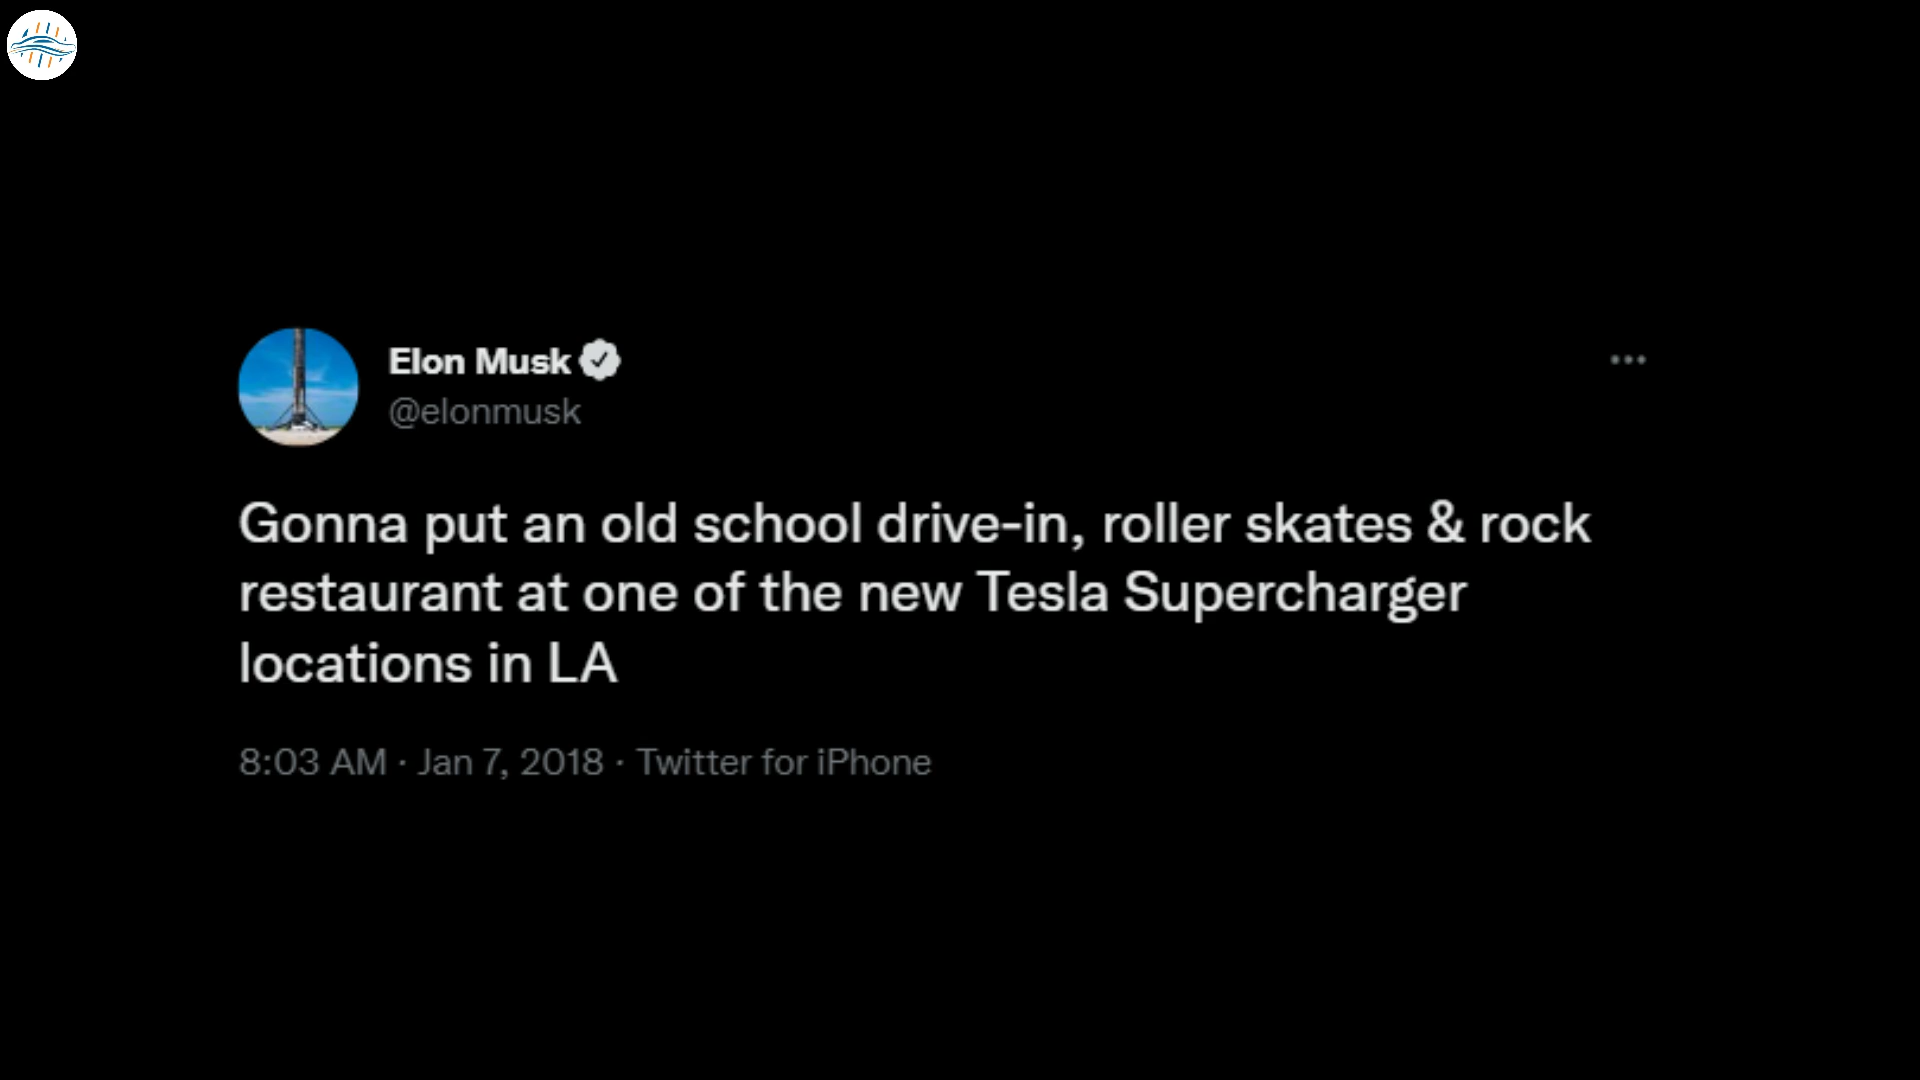 Elon Musk
@elonmusk
Gonna put an old school drive-in, roller skates & rock
restaurant at one of the new Tesla Supercharger
locations in LA
8:03 AM · Jan 7, 2018 · Twitter for iPhone